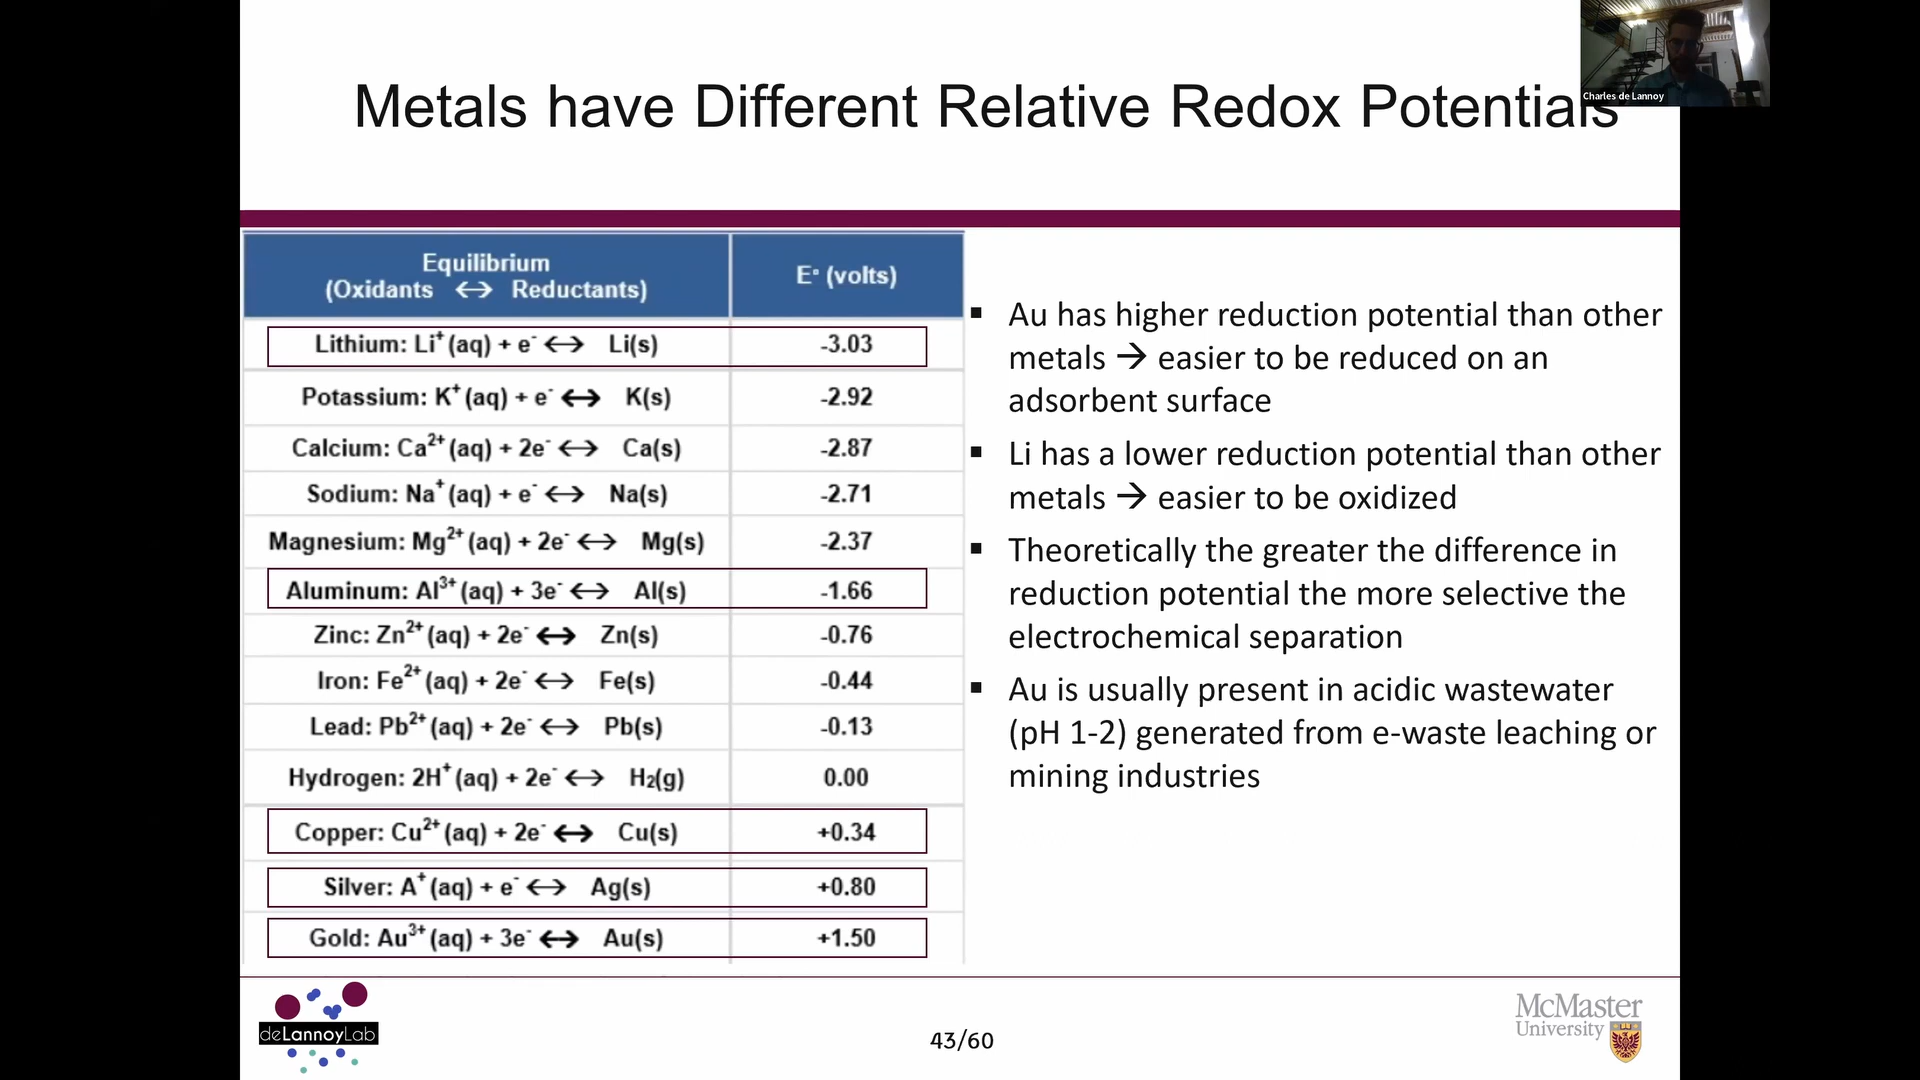 Charles de Lannoy
Metals have Different Relative Redox Potentials
Equilibrium
(Oxidants ↔ Reductants)
E° (volts)
Lithium: Li⁺(aq) + e⁻ ↔ Li(s) -3.03
Potassium: K⁺(aq) + e⁻ ↔ K(s) -2.92
Calcium: Ca²⁺(aq) + 2e⁻ ↔ Ca(s) -2.87
Sodium: Na⁺(aq) + e⁻ ↔ Na(s) -2.71
Magnesium: Mg²⁺(aq) + 2e⁻ ↔ Mg(s) -2.37
Aluminum: Al³⁺(aq) + 3e⁻ ↔ Al(s) -1.66
Zinc: Zn²⁺(aq) + 2e⁻ ↔ Zn(s) -0.76
Iron: Fe²⁺(aq) + 2e⁻ ↔ Fe(s) -0.44
Lead: Pb²⁺(aq) + 2e⁻ ↔ Pb(s) -0.13
Hydrogen: 2H⁺(aq) + 2e⁻ ↔ H₂(g) 0.00
Copper: Cu²⁺(aq) + 2e⁻ ↔ Cu(s) +0.34
Silver: A⁺(aq) + e⁻ ↔ Ag(s) +0.80
Gold: Au³⁺(aq) + 3e⁻ ↔ Au(s) +1.50
▪ Au has higher reduction potential than other
metals → easier to be reduced on an
adsorbent surface
▪ Li has a lower reduction potential than other
metals → easier to be oxidized
▪ Theoretically the greater the difference in
reduction potential the more selective the
electrochemical separation
▪ Au is usually present in acidic wastewater
(pH 1-2) generated from e-waste leaching or
mining industries
deLannoyLab
43/60
McMaster
University